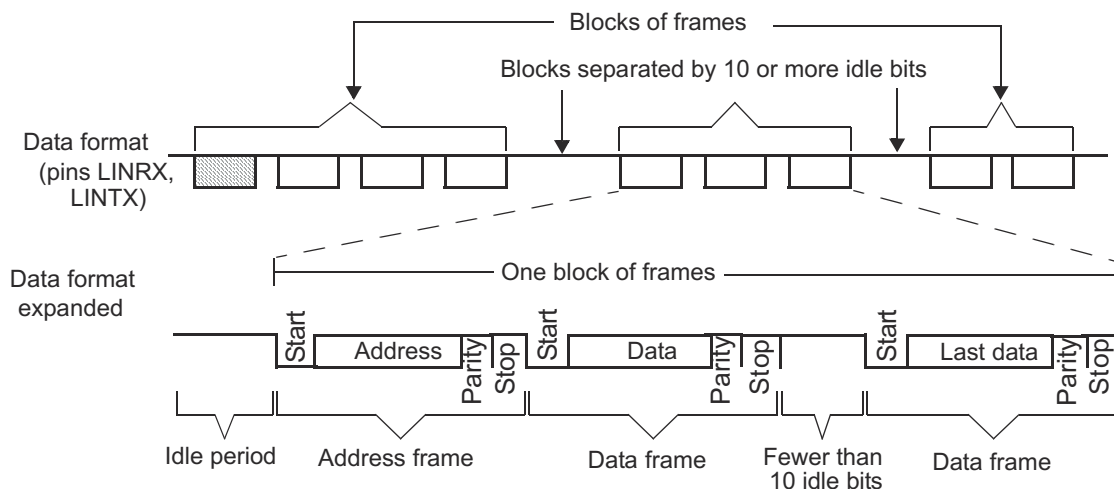 Blocks of frames
Blocks separated by 10 or more idle bits
Data format
(pins LINRX,
LINTX)
Data format
expanded
One block of frames
Start
Address
Parity
Stop
Start
Data
Parity
Stop
Start
Last data
Parity
Stop
Idle period
Address frame
Data frame
Fewer than
10 idle bits
Data frame